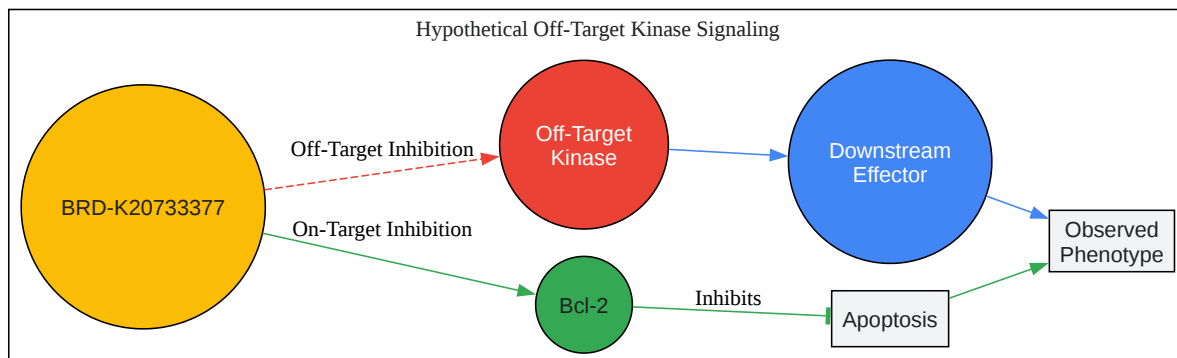 Hypothetical Off-Target Kinase Signaling
BRD-K20733377
Off-Target Inhibition
On-Target Inhibition
Off-Target
Kinase
Downstream
Effector
Bcl-2
Inhibits
Apoptosis
Observed
Phenotype